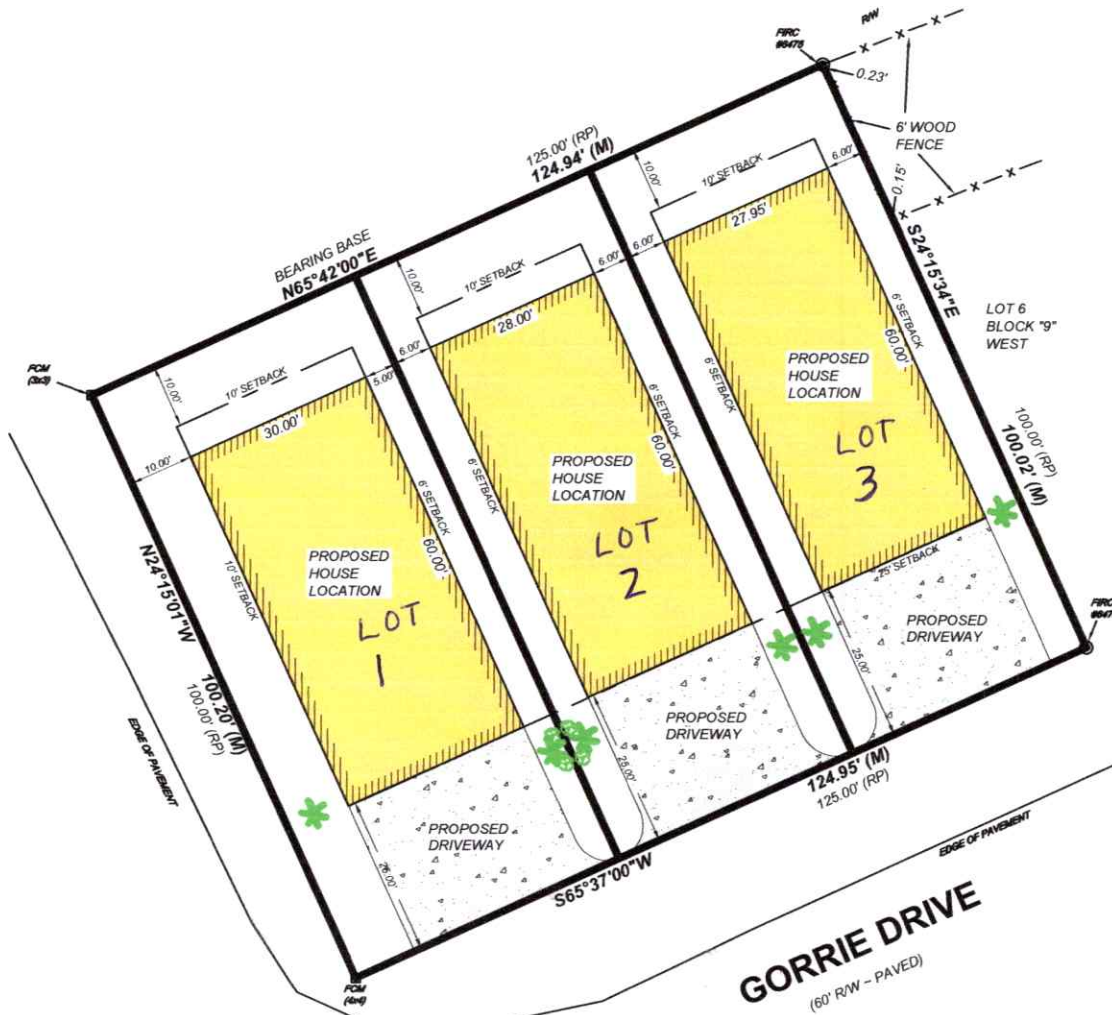 R/W
FIRC
0.23'
6' WOOD
FENCE
0.15'
125.00' (RP)
124.94' (M)
BEARING BASE
N65°42'00"E
10.00'
10' SETBACK
6.00'
27.95'
S24°15'34"E
LOT 6
BLOCK "9"
WEST
100.00' (RP)
100.02' (M)
6.00'
6.00'
6' SETBACK
6' SETBACK
60.00'
PROPOSED
HOUSE
LOCATION
LOT
3
25' SETBACK
PROPOSED
DRIVEWAY
25.00'
FIRC
10.00'
10' SETBACK
28.00'
6.00'
5.00'
6' SETBACK
6' SETBACK
60.00'
PROPOSED
HOUSE
LOCATION
LOT
2
PROPOSED
DRIVEWAY
25.00'
FCM
(3x3)
10.00'
10' SETBACK
30.00'
10.00'
10' SETBACK
6' SETBACK
60.00'
PROPOSED
HOUSE
LOCATION
LOT
1
PROPOSED
DRIVEWAY
N24°15'01"W
100.20' (M)
100.00' (RP)
EDGE OF PAVEMENT
FCM
(4x4)
S65°37'00"W
124.95' (M)
125.00' (RP)
EDGE OF PAVEMENT
GORRIE DRIVE
(60' R/W – PAVED)